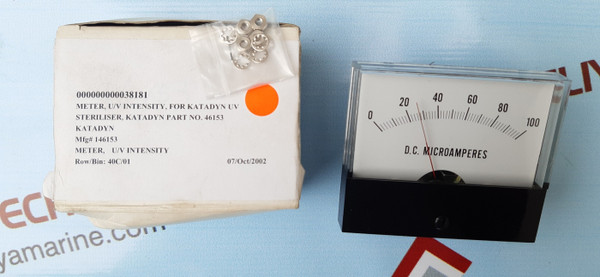 000000000038181
METER, U/V INTENSITY, FOR KATADYN UV
STERILISER, KATADYN PART NO. 46153
KATADYN
Mfg# 146153
METER, U/V INTENSITY
Row/Bin: 40C/01 07/Oct/2002
0 20 40 60 80 100
D.C. MICROAMPERES
yamarine.com